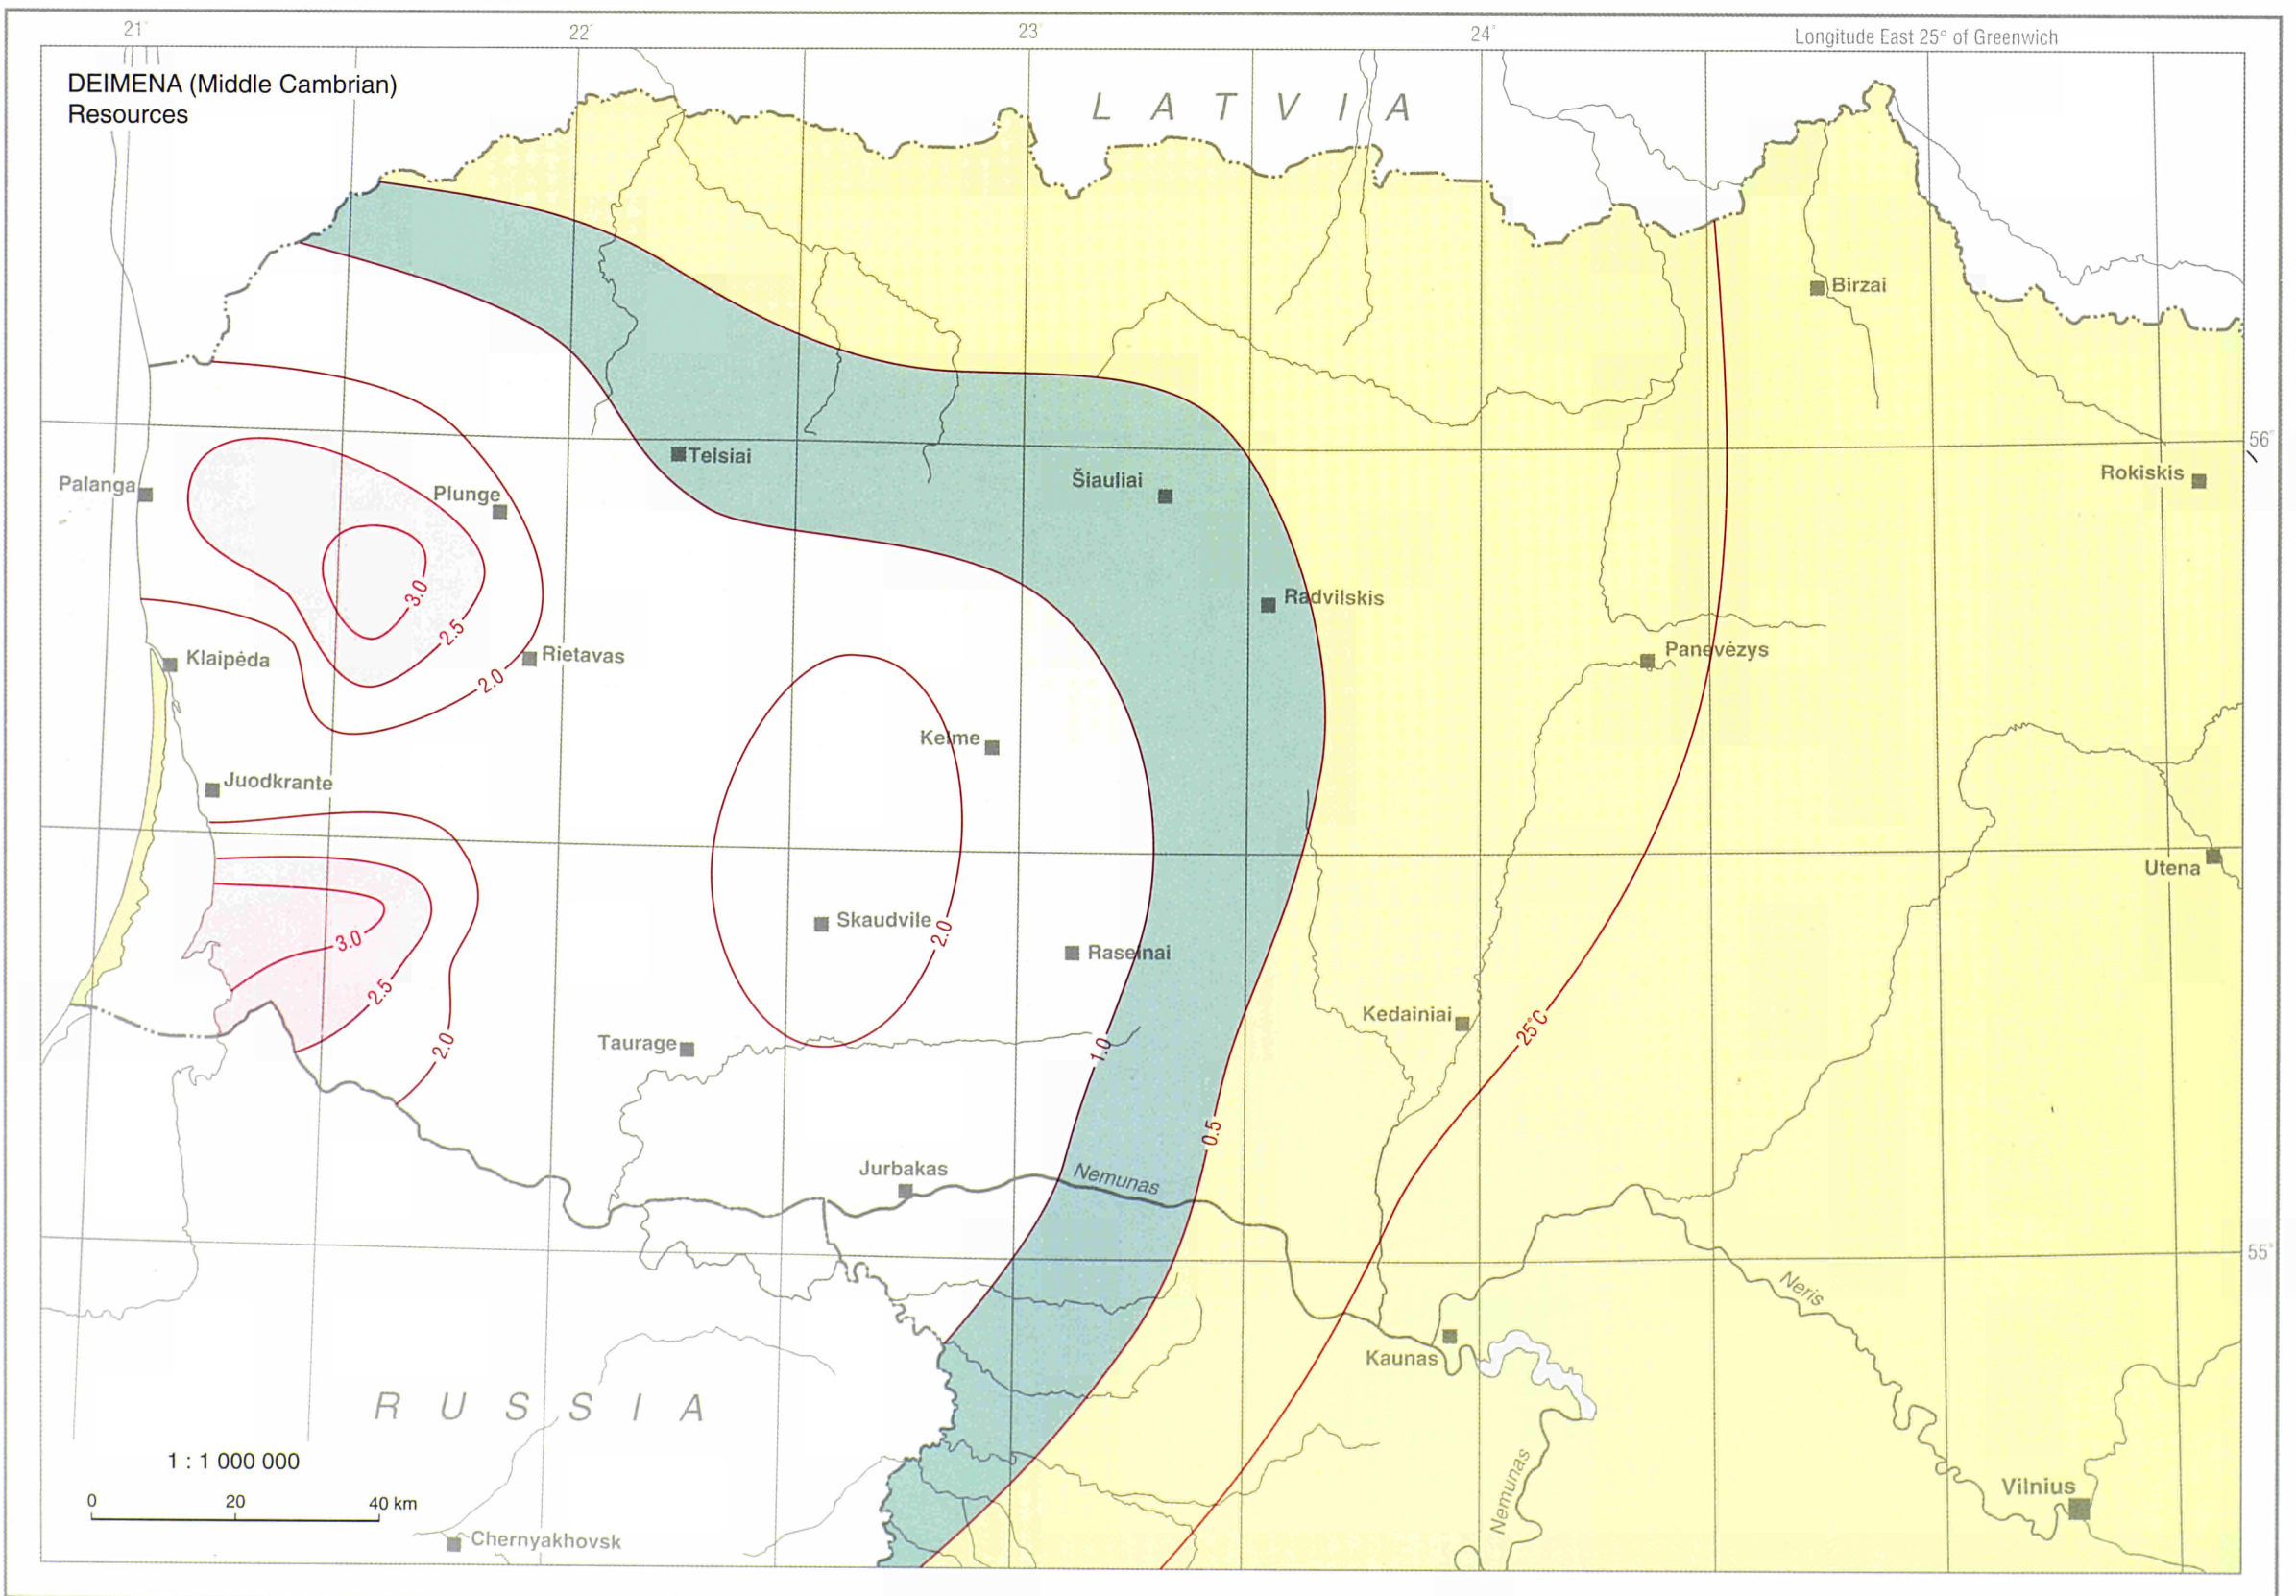 21° 22° 23° 24° Longitude East 25° of Greenwich
DEIMENA (Middle Cambrian)
Resources
L A T V I A
Birzai
56°
Palanga
Plunge
Telsiai
Šiauliai
Rokiskis
3.0
2.5
2.0
Radvilskis
Klaipėda
Rietavas
Panevėzys
Kelme
Juodkrante
Utena
Skaudvile
2.0
Raseinai
3.0
2.5
2.0
Kedainiai
25°C
Taurage
1.0
0.5
Jurbakas
Nemunas
55°
Neris
Kaunas
R U S S I A
Nemunas
Vilnius
1 : 1 000 000
0 20 40 km
Chernyakhovsk